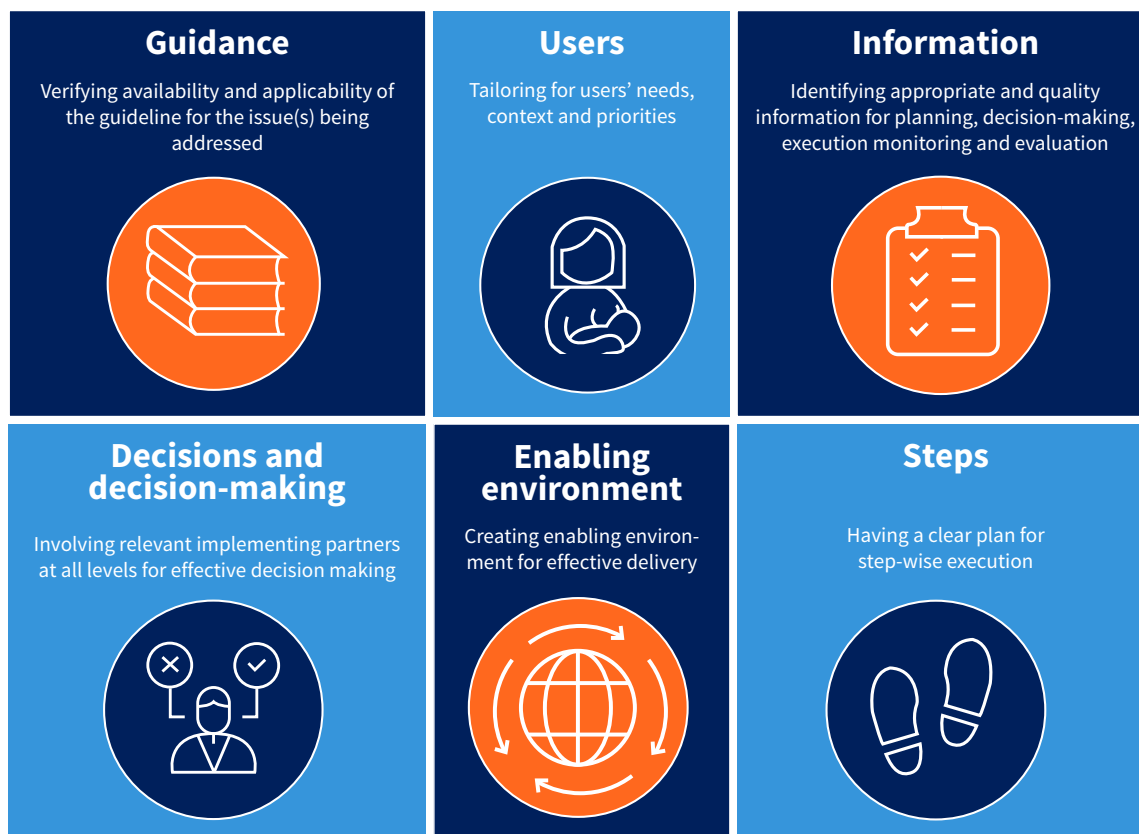 Guidance
Verifying availability and applicability of
the guideline for the issue(s) being
addressed
Users
Tailoring for users’ needs,
context and priorities
Information
Identifying appropriate and quality
information for planning, decision-making,
execution monitoring and evaluation
Decisions and
decision-making
Involving relevant implementing partners
at all levels for effective decision making
Enabling
environment
Creating enabling environ-
ment for effective delivery
Steps
Having a clear plan for
step-wise execution